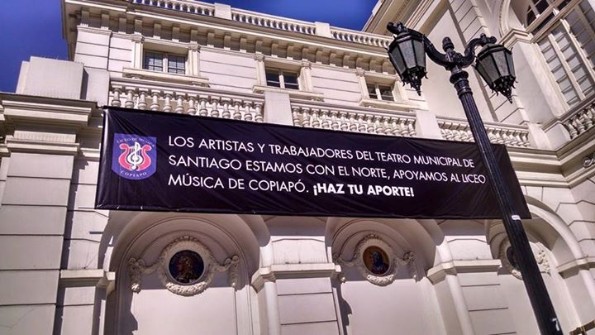 LOS ARTISTAS Y TRABAJADORES DEL TEATRO MUNICIPAL DE
SANTIAGO ESTAMOS CON EL NORTE, APOYAMOS AL LICEO
MÚSICA DE COPIAPÓ. ¡HAZ TU APORTE!
COPIAPO